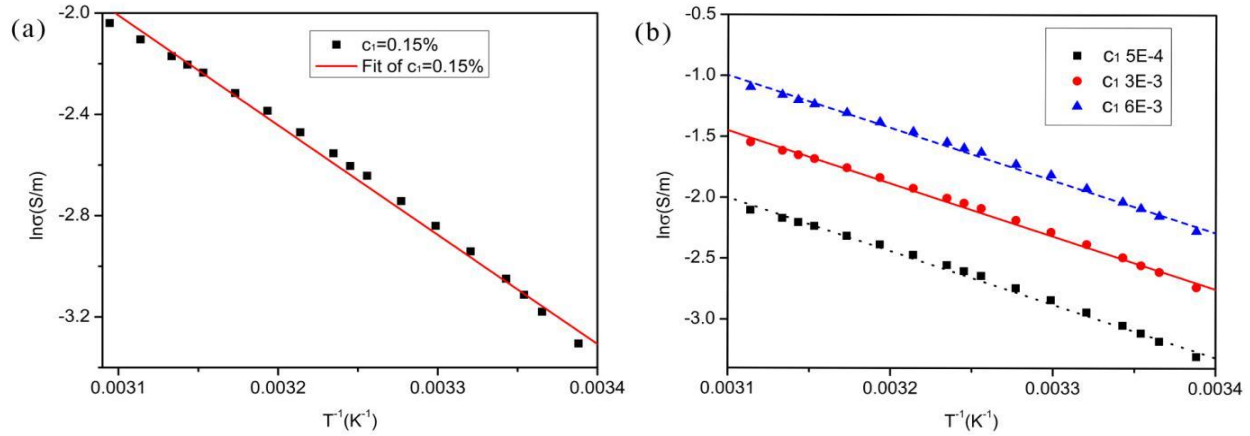 (a)
-2.0
-2.4
-2.8
-3.2
lnσ(S/m)
c₁=0.15%
Fit of c₁=0.15%
0.0031
0.0032
0.0033
0.0034
T⁻¹(K⁻¹)
(b)
-0.5
-1.0
-1.5
-2.0
-2.5
-3.0
lnσ(S/m)
c₁ 5E-4
c₁ 3E-3
c₁ 6E-3
0.0031
0.0032
0.0033
0.0034
T⁻¹(K⁻¹)